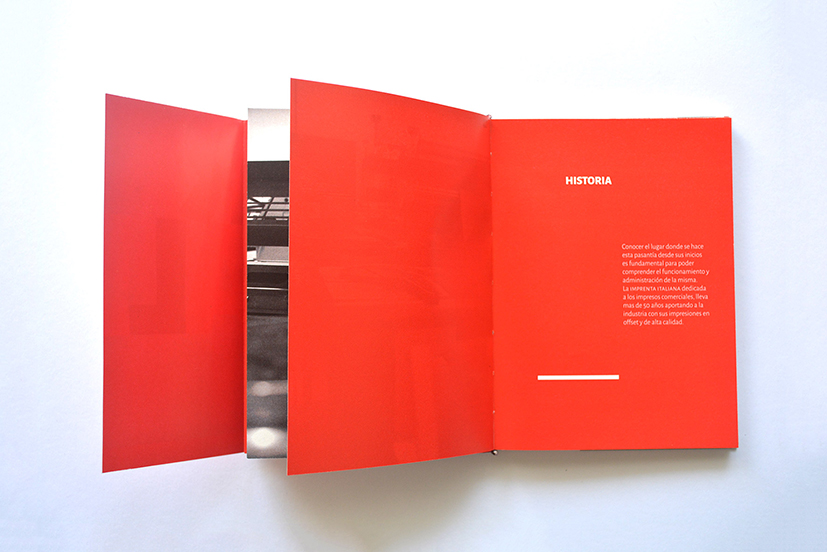 HISTORIA
Conocer el lugar donde se hace
esta pasantía desde sus inicios
es fundamental para poder
comprender el funcionamiento y
administración de la misma.
La IMPRENTA ITALIANA dedicada
a los impresos comerciales, lleva
mas de 50 años aportando a la
industria con sus impresiones en
offset y de alta calidad.